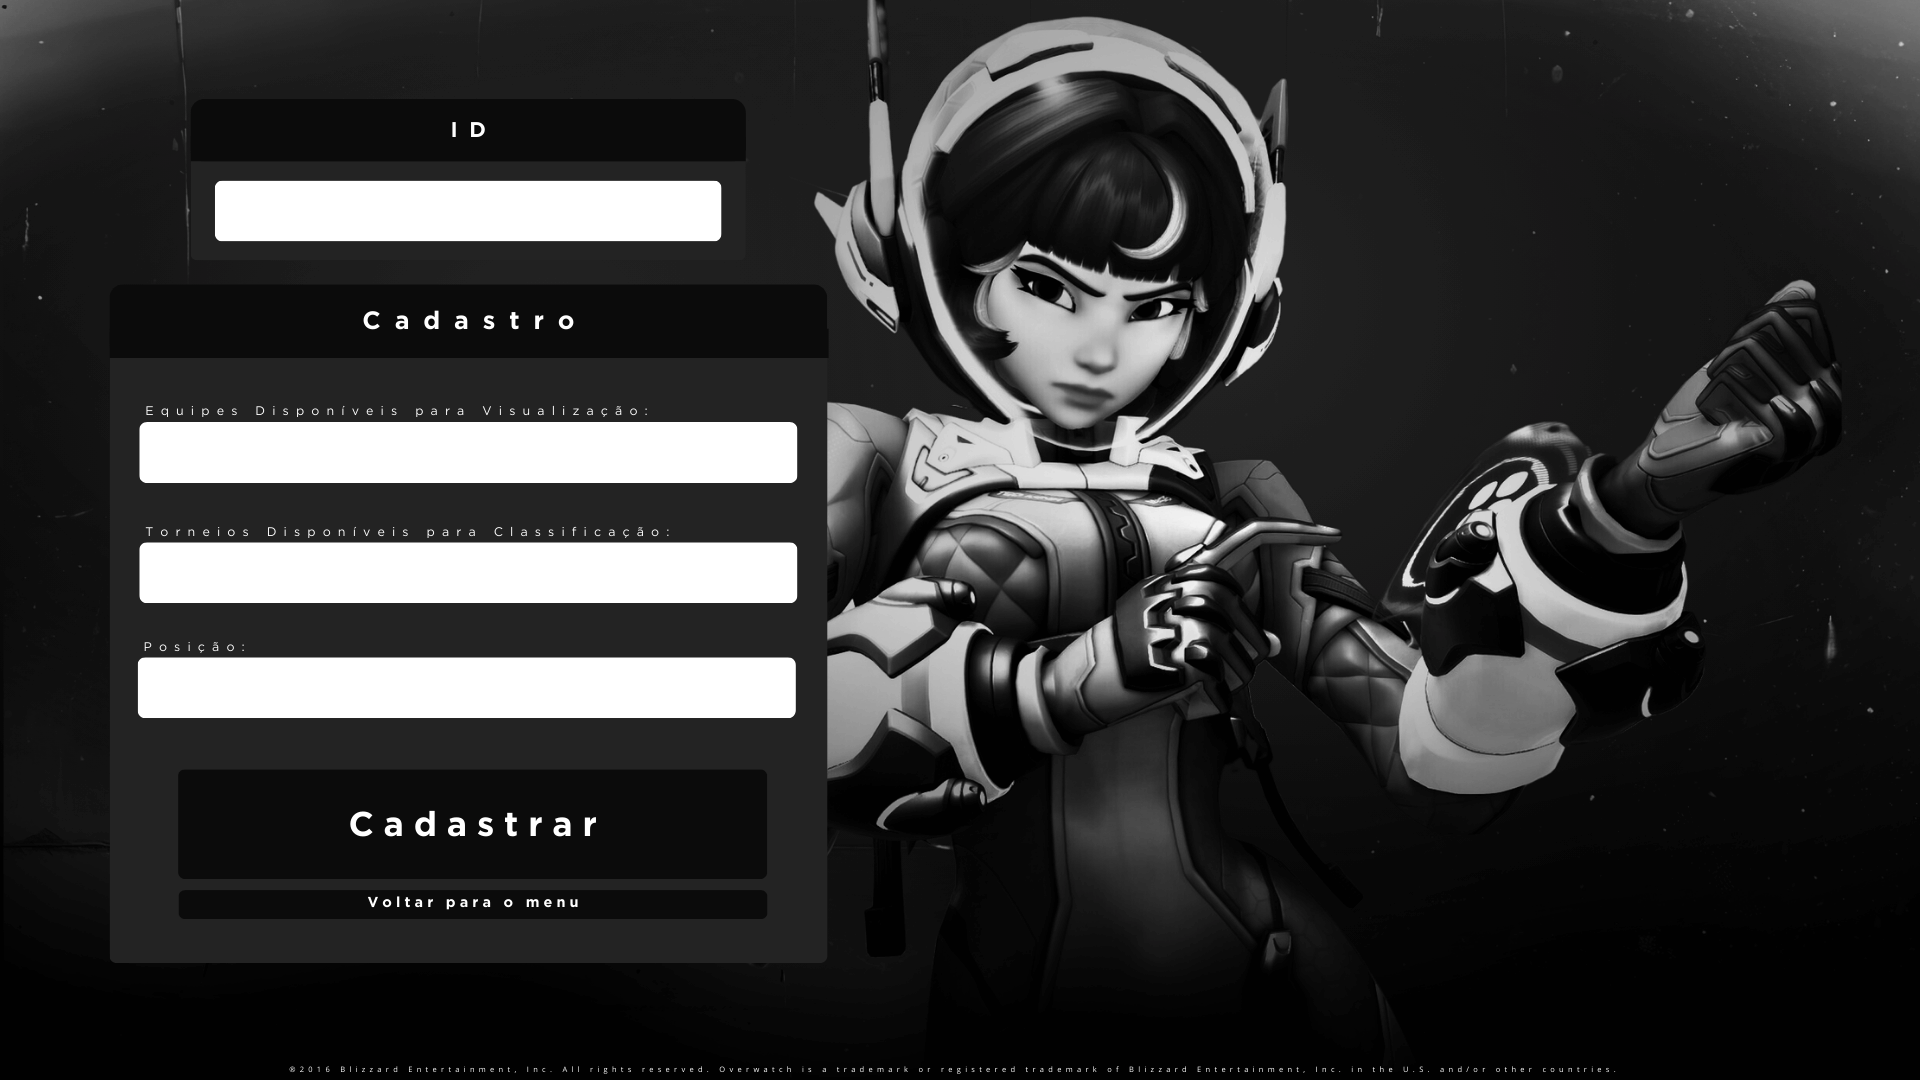 ID
Cadastro
Equipes Disponíveis para Visualização:
Torneios Disponíveis para Classificação:
Posição:
Cadastrar
Voltar para o menu
©2016 Blizzard Entertainment, Inc. All rights reserved. Overwatch is a trademark or registered trademark of Blizzard Entertainment, Inc. in the U.S. and/or other countries.